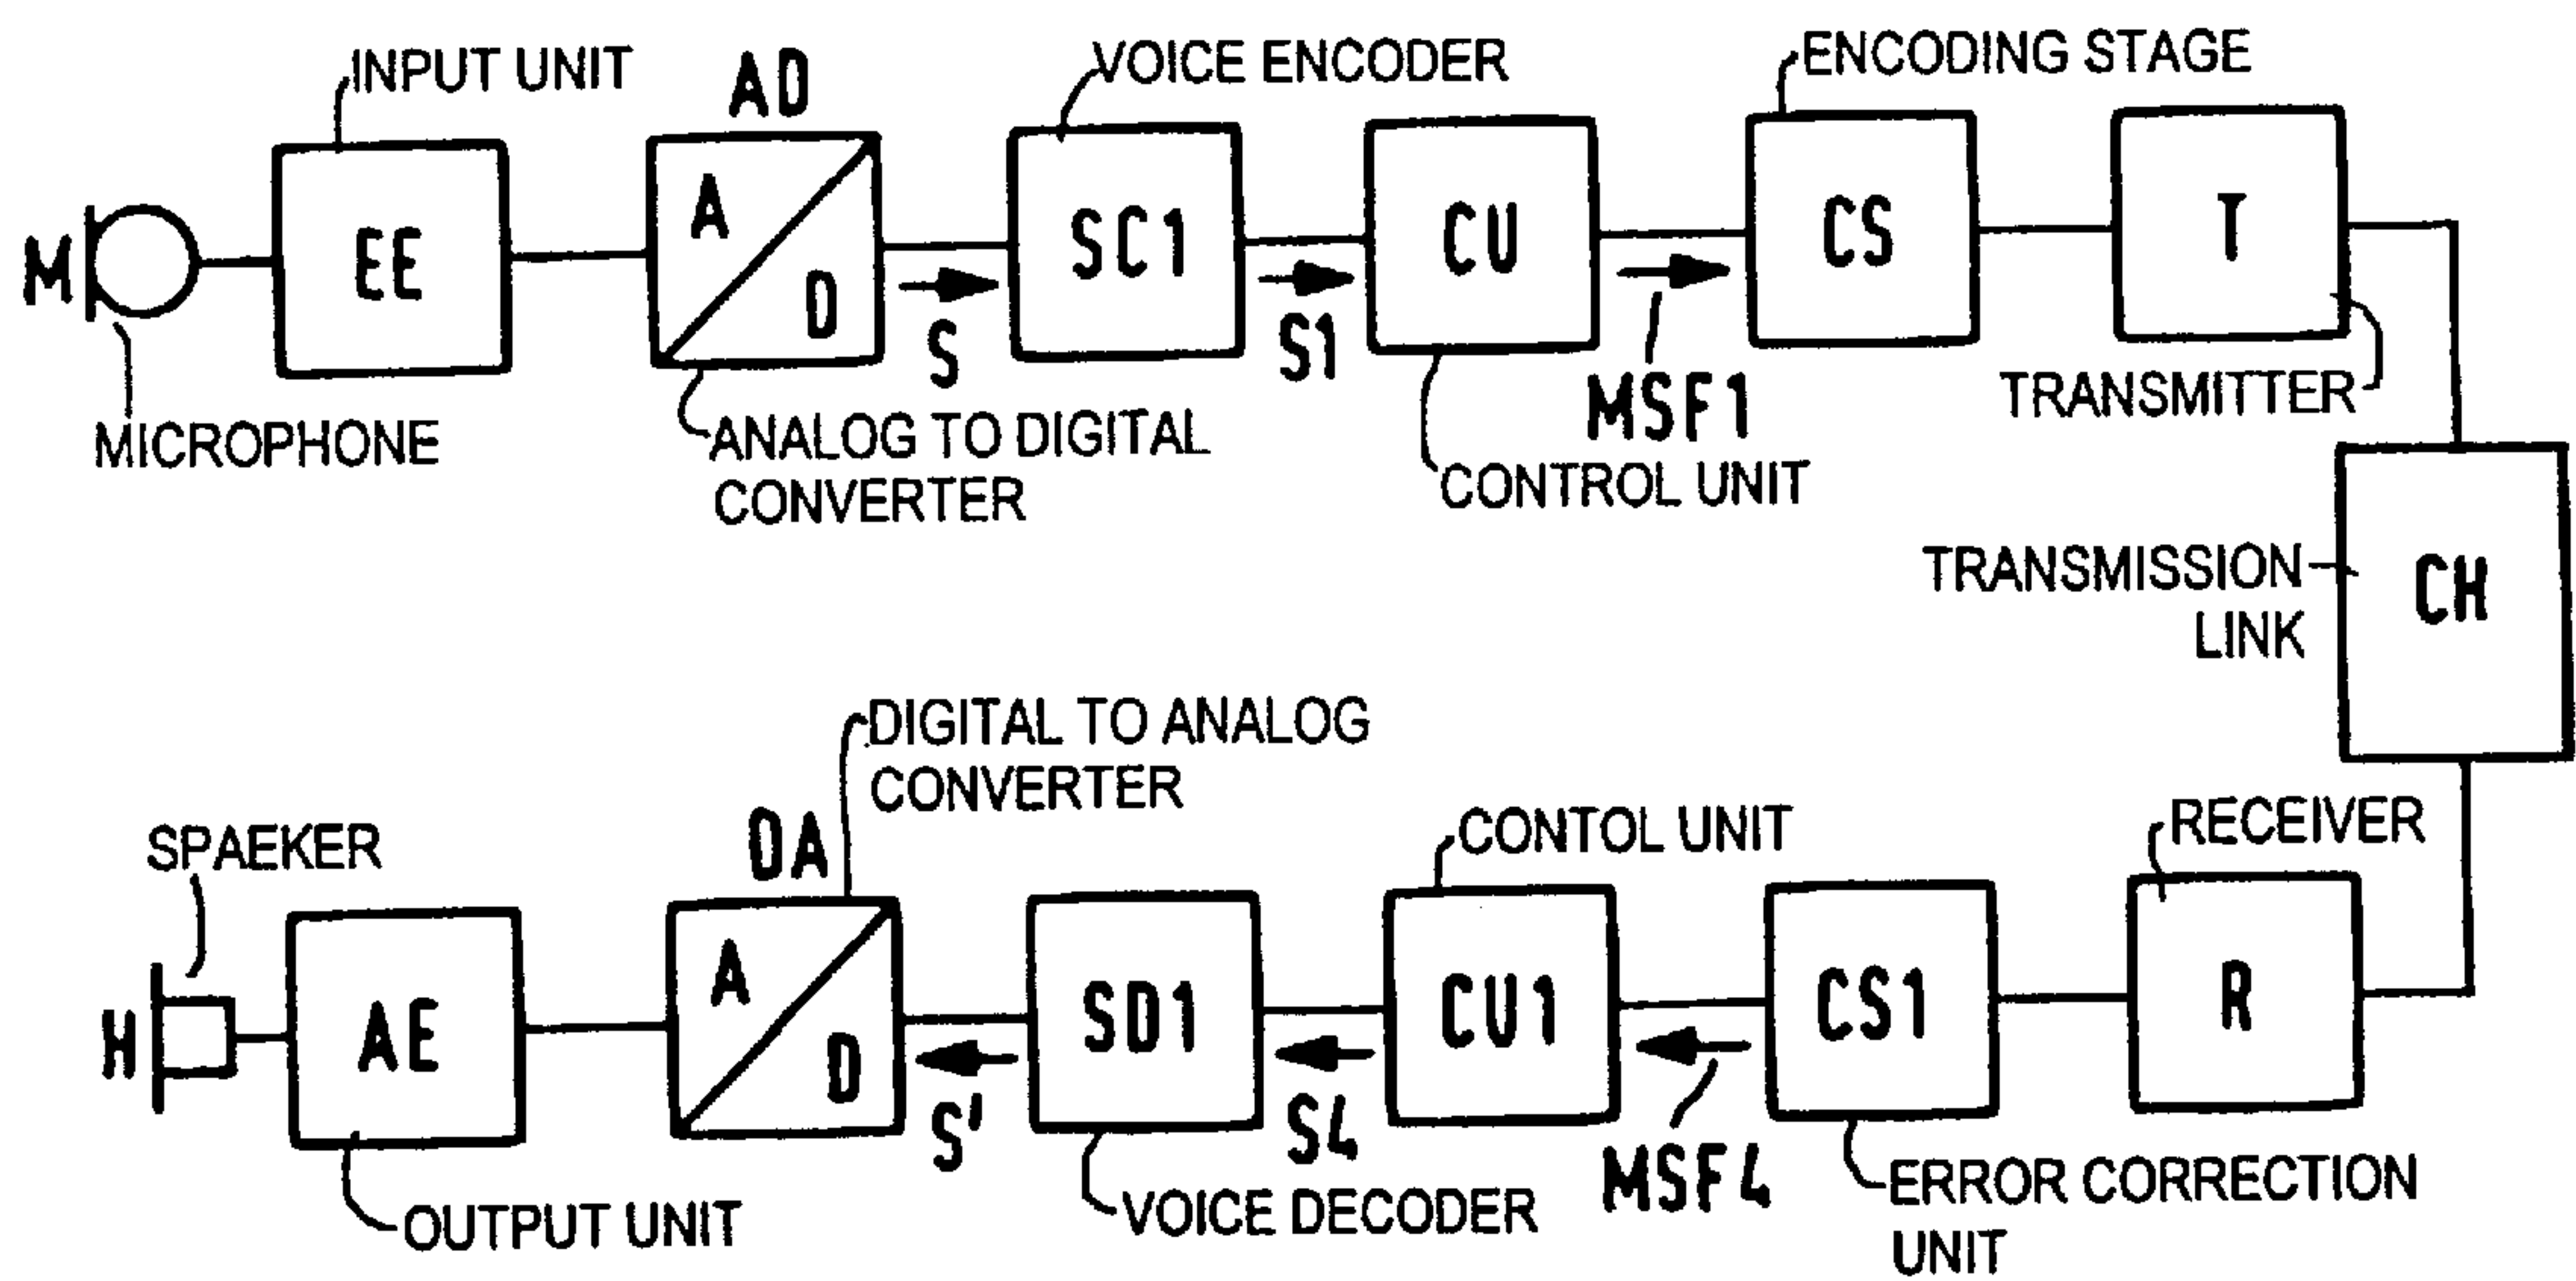 INPUT UNIT
AD
VOICE ENCODER
ENCODING STAGE
M
EE
A
D
SC1
CU
CS
T
S
S1
MSF1
MICROPHONE
ANALOG TO DIGITAL
CONVERTER
CONTROL UNIT
TRANSMITTER
TRANSMISSION
LINK
CH
DIGITAL TO ANALOG
CONVERTER
SPAEKER
DA
CONTOL UNIT
RECEIVER
H
AE
A
D
SD1
CU1
CS1
R
S'
S4
MSF4
OUTPUT UNIT
VOICE DECODER
ERROR CORRECTION
UNIT